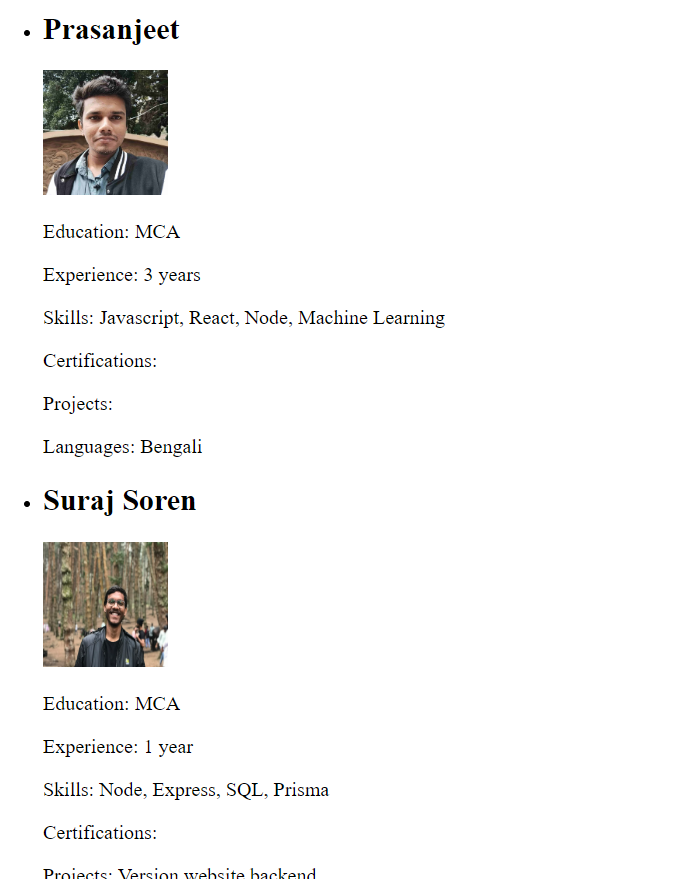 Prasanjeet
Education: MCA
Experience: 3 years
Skills: Javascript, React, Node, Machine Learning
Certifications:
Projects:
Languages: Bengali
Suraj Soren
Education: MCA
Experience: 1 year
Skills: Node, Express, SQL, Prisma
Certifications:
Projects: Version website backend